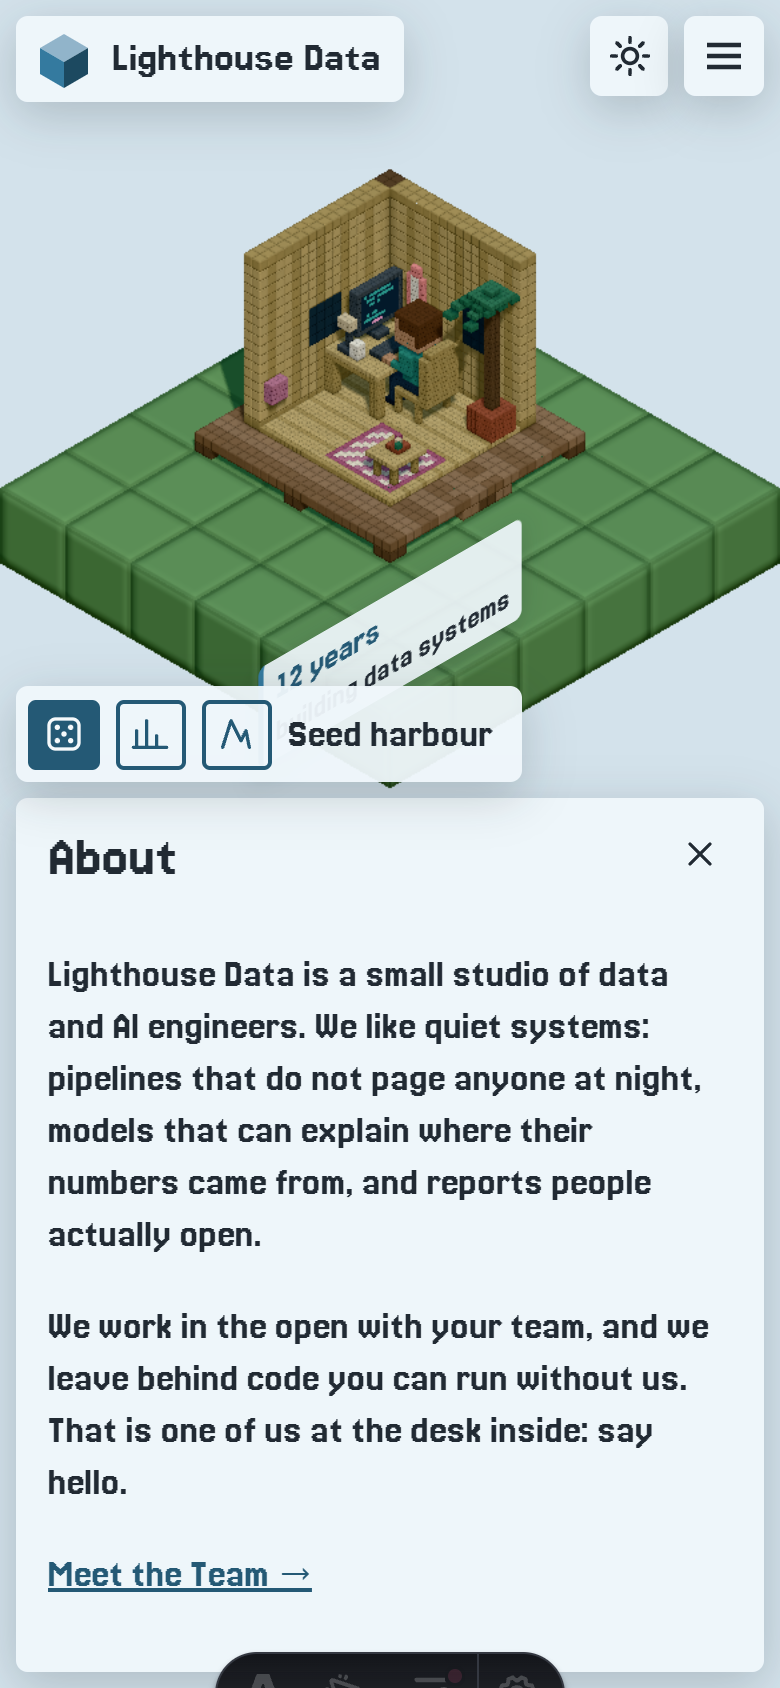 Lighthouse Data
12 years
building data systems
Seed harbour
About
Lighthouse Data is a small studio of data
and AI engineers. We like quiet systems:
pipelines that do not page anyone at night,
models that can explain where their
numbers came from, and reports people
actually open.
We work in the open with your team, and we
leave behind code you can run without us.
That is one of us at the desk inside: say
hello.
Meet the Team →